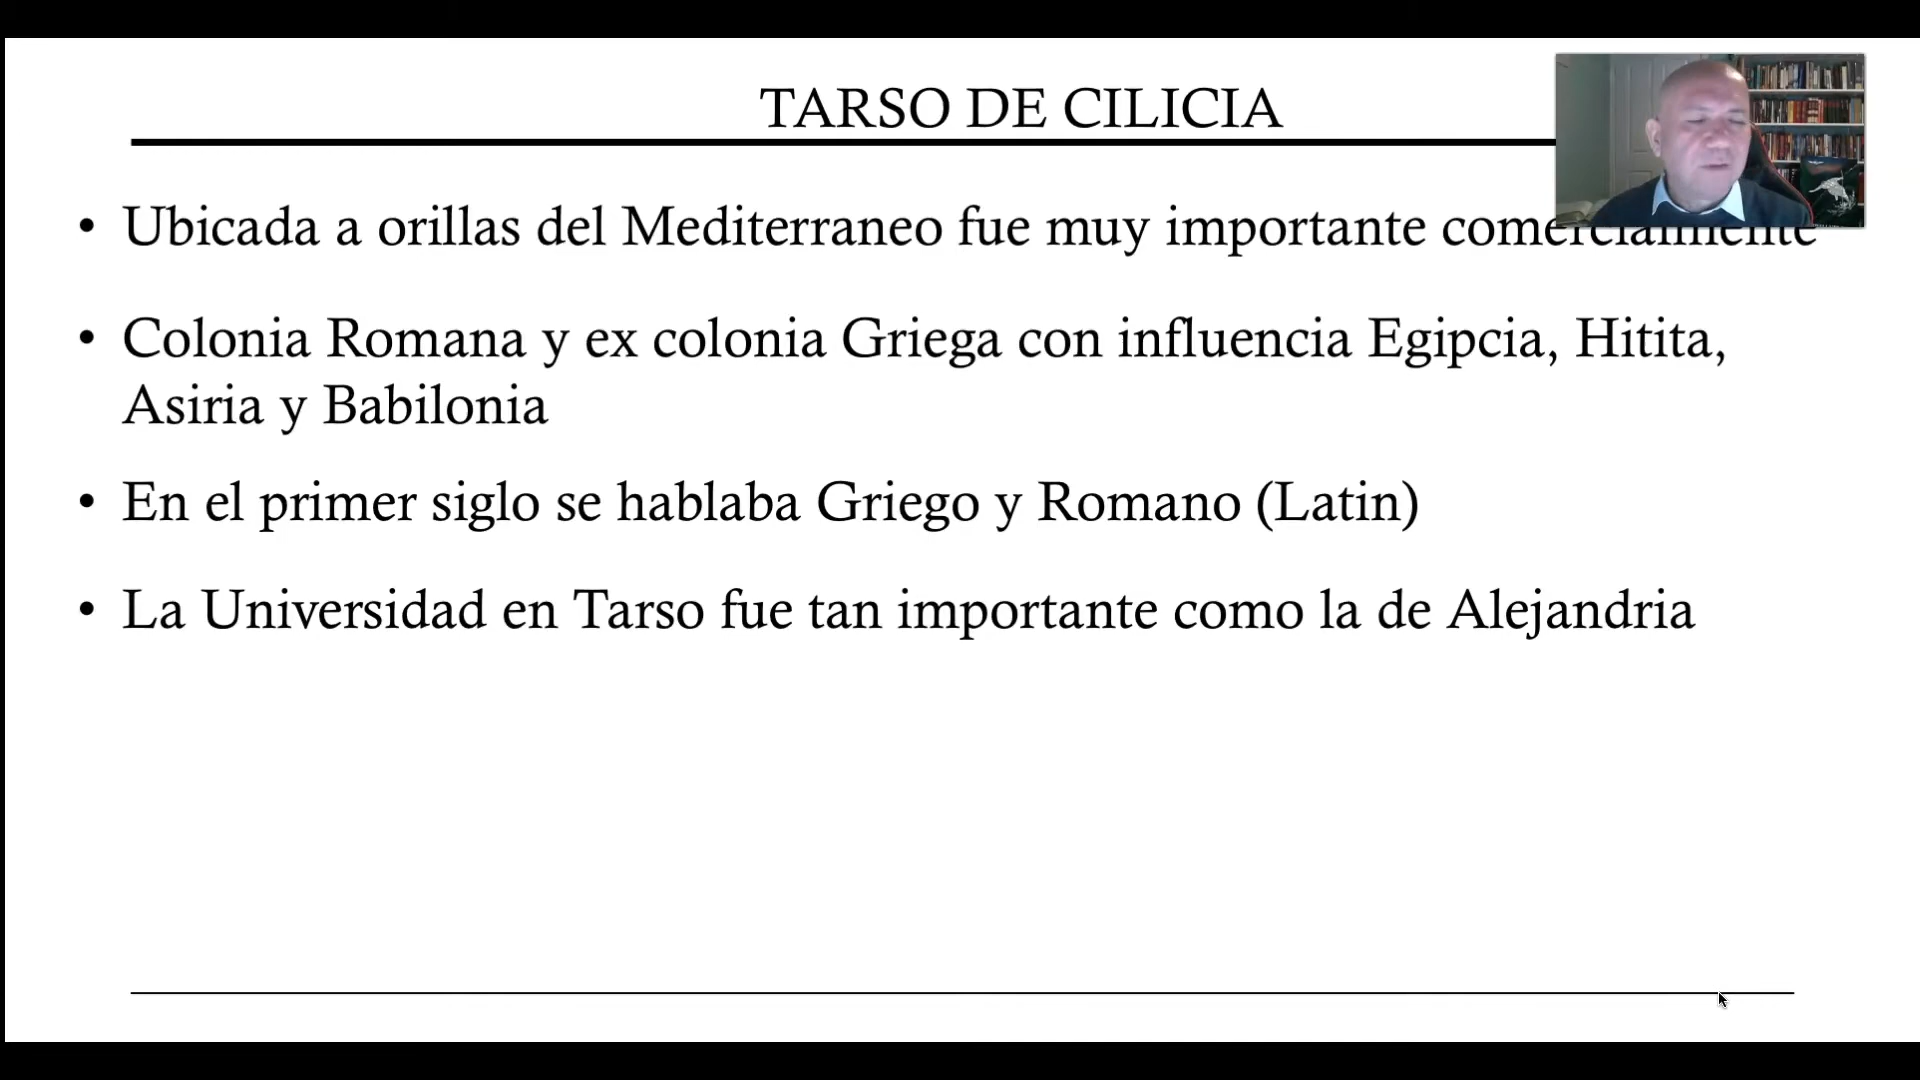 TARSO DE CILICIA
• Ubicada a orillas del Mediterraneo fue muy importante comercialmente
• Colonia Romana y ex colonia Griega con influencia Egipcia, Hitita,
Asiria y Babilonia
• En el primer siglo se hablaba Griego y Romano (Latin)
• La Universidad en Tarso fue tan importante como la de Alejandria